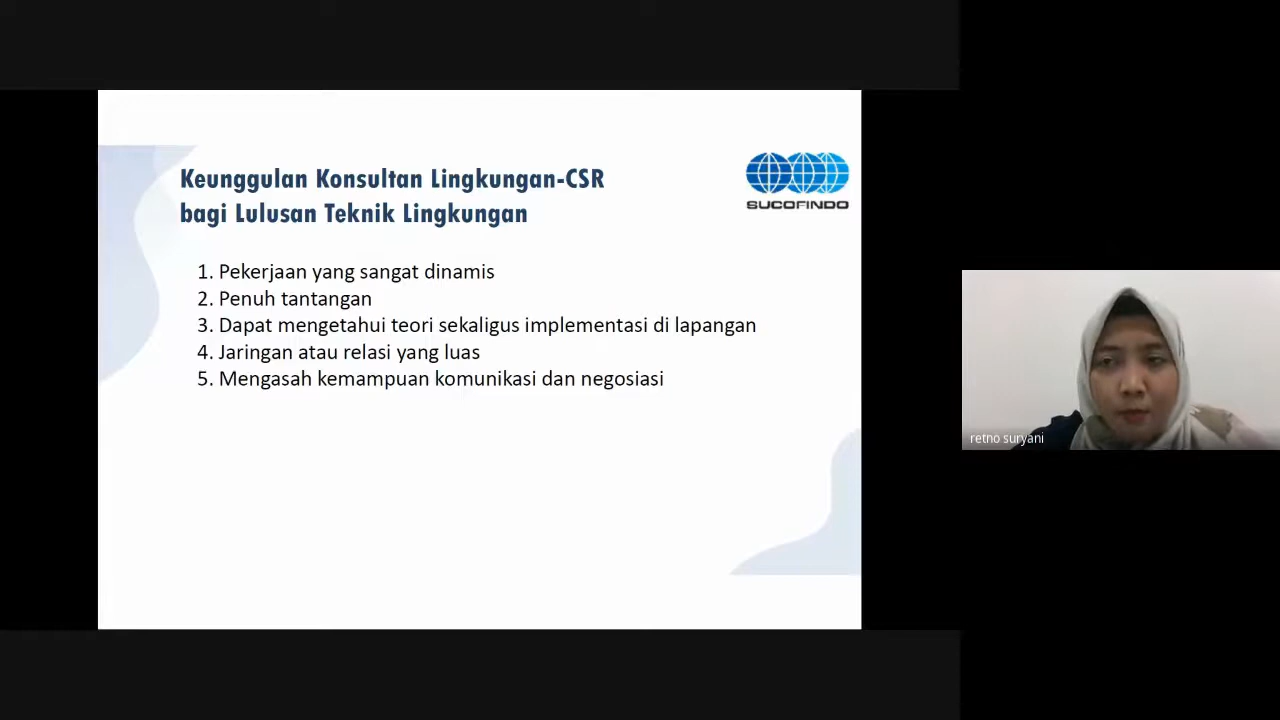 Keunggulan Konsultan Lingkungan-CSR
bagi Lulusan Teknik Lingkungan
SUCOFINDO
1. Pekerjaan yang sangat dinamis
2. Penuh tantangan
3. Dapat mengetahui teori sekaligus implementasi di lapangan
4. Jaringan atau relasi yang luas
5. Mengasah kemampuan komunikasi dan negosiasi
retno suryani